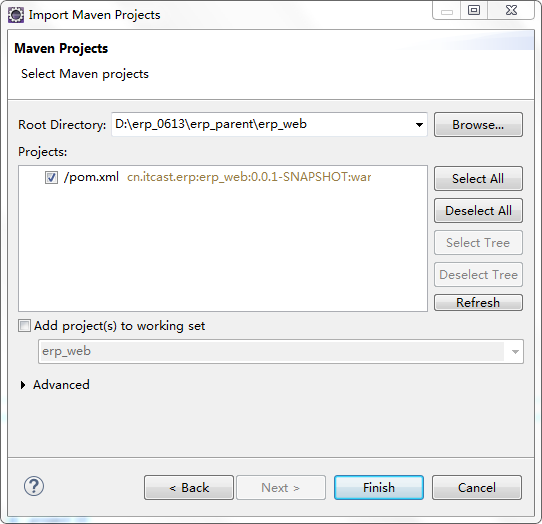 Import Maven Projects
Maven Projects
Select Maven projects
Root Directory: D:\erp_0613\erp_parent\erp_web Browse...
Projects:
/pom.xml cn.itcast.erp:erp_web:0.0.1-SNAPSHOT:war
Select All
Deselect All
Select Tree
Deselect Tree
Refresh
Add project(s) to working set
erp_web
Advanced
? < Back Next > Finish Cancel